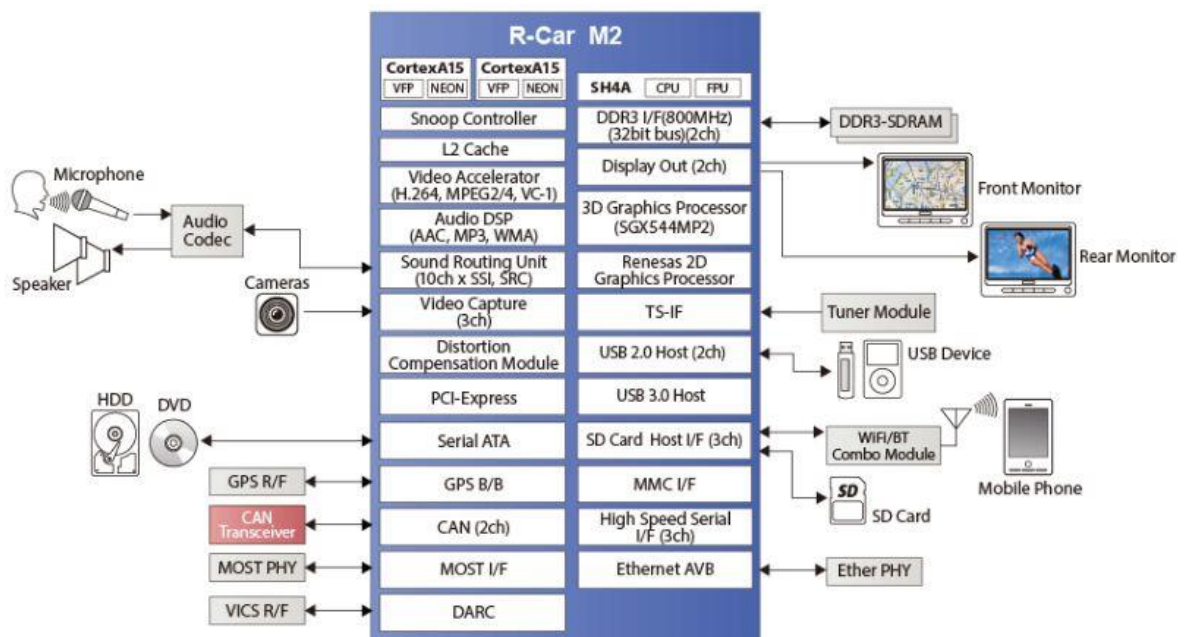 R-Car M2
CortexA15
VFP NEON
CortexA15
VFP NEON
SH4A CPU FPU
Snoop Controller
L2 Cache
Video Accelerator
(H.264, MPEG2/4, VC-1)
Audio DSP
(AAC, MP3, WMA)
Sound Routing Unit
(10ch x SSI, SRC)
Video Capture
(3ch)
Distortion
Compensation Module
PCI-Express
Serial ATA
GPS B/B
CAN (2ch)
MOST I/F
DARC
DDR3 I/F(800MHz)
(32bit bus)(2ch)
Display Out (2ch)
3D Graphics Processor
(SGX544MP2)
Renesas 2D
Graphics Processor
TS-IF
USB 2.0 Host (2ch)
USB 3.0 Host
SD Card Host I/F (3ch)
MMC I/F
High Speed Serial
I/F (3ch)
Ethernet AVB
Microphone
Audio
Codec
Speaker
Cameras
HDD
DVD
GPS R/F
CAN
Transceiver
MOST PHY
VICS R/F
DDR3-SDRAM
Front Monitor
Rear Monitor
Tuner Module
USB Device
WiFi/BT
Combo Module
Mobile Phone
SD
SD Card
Ether PHY